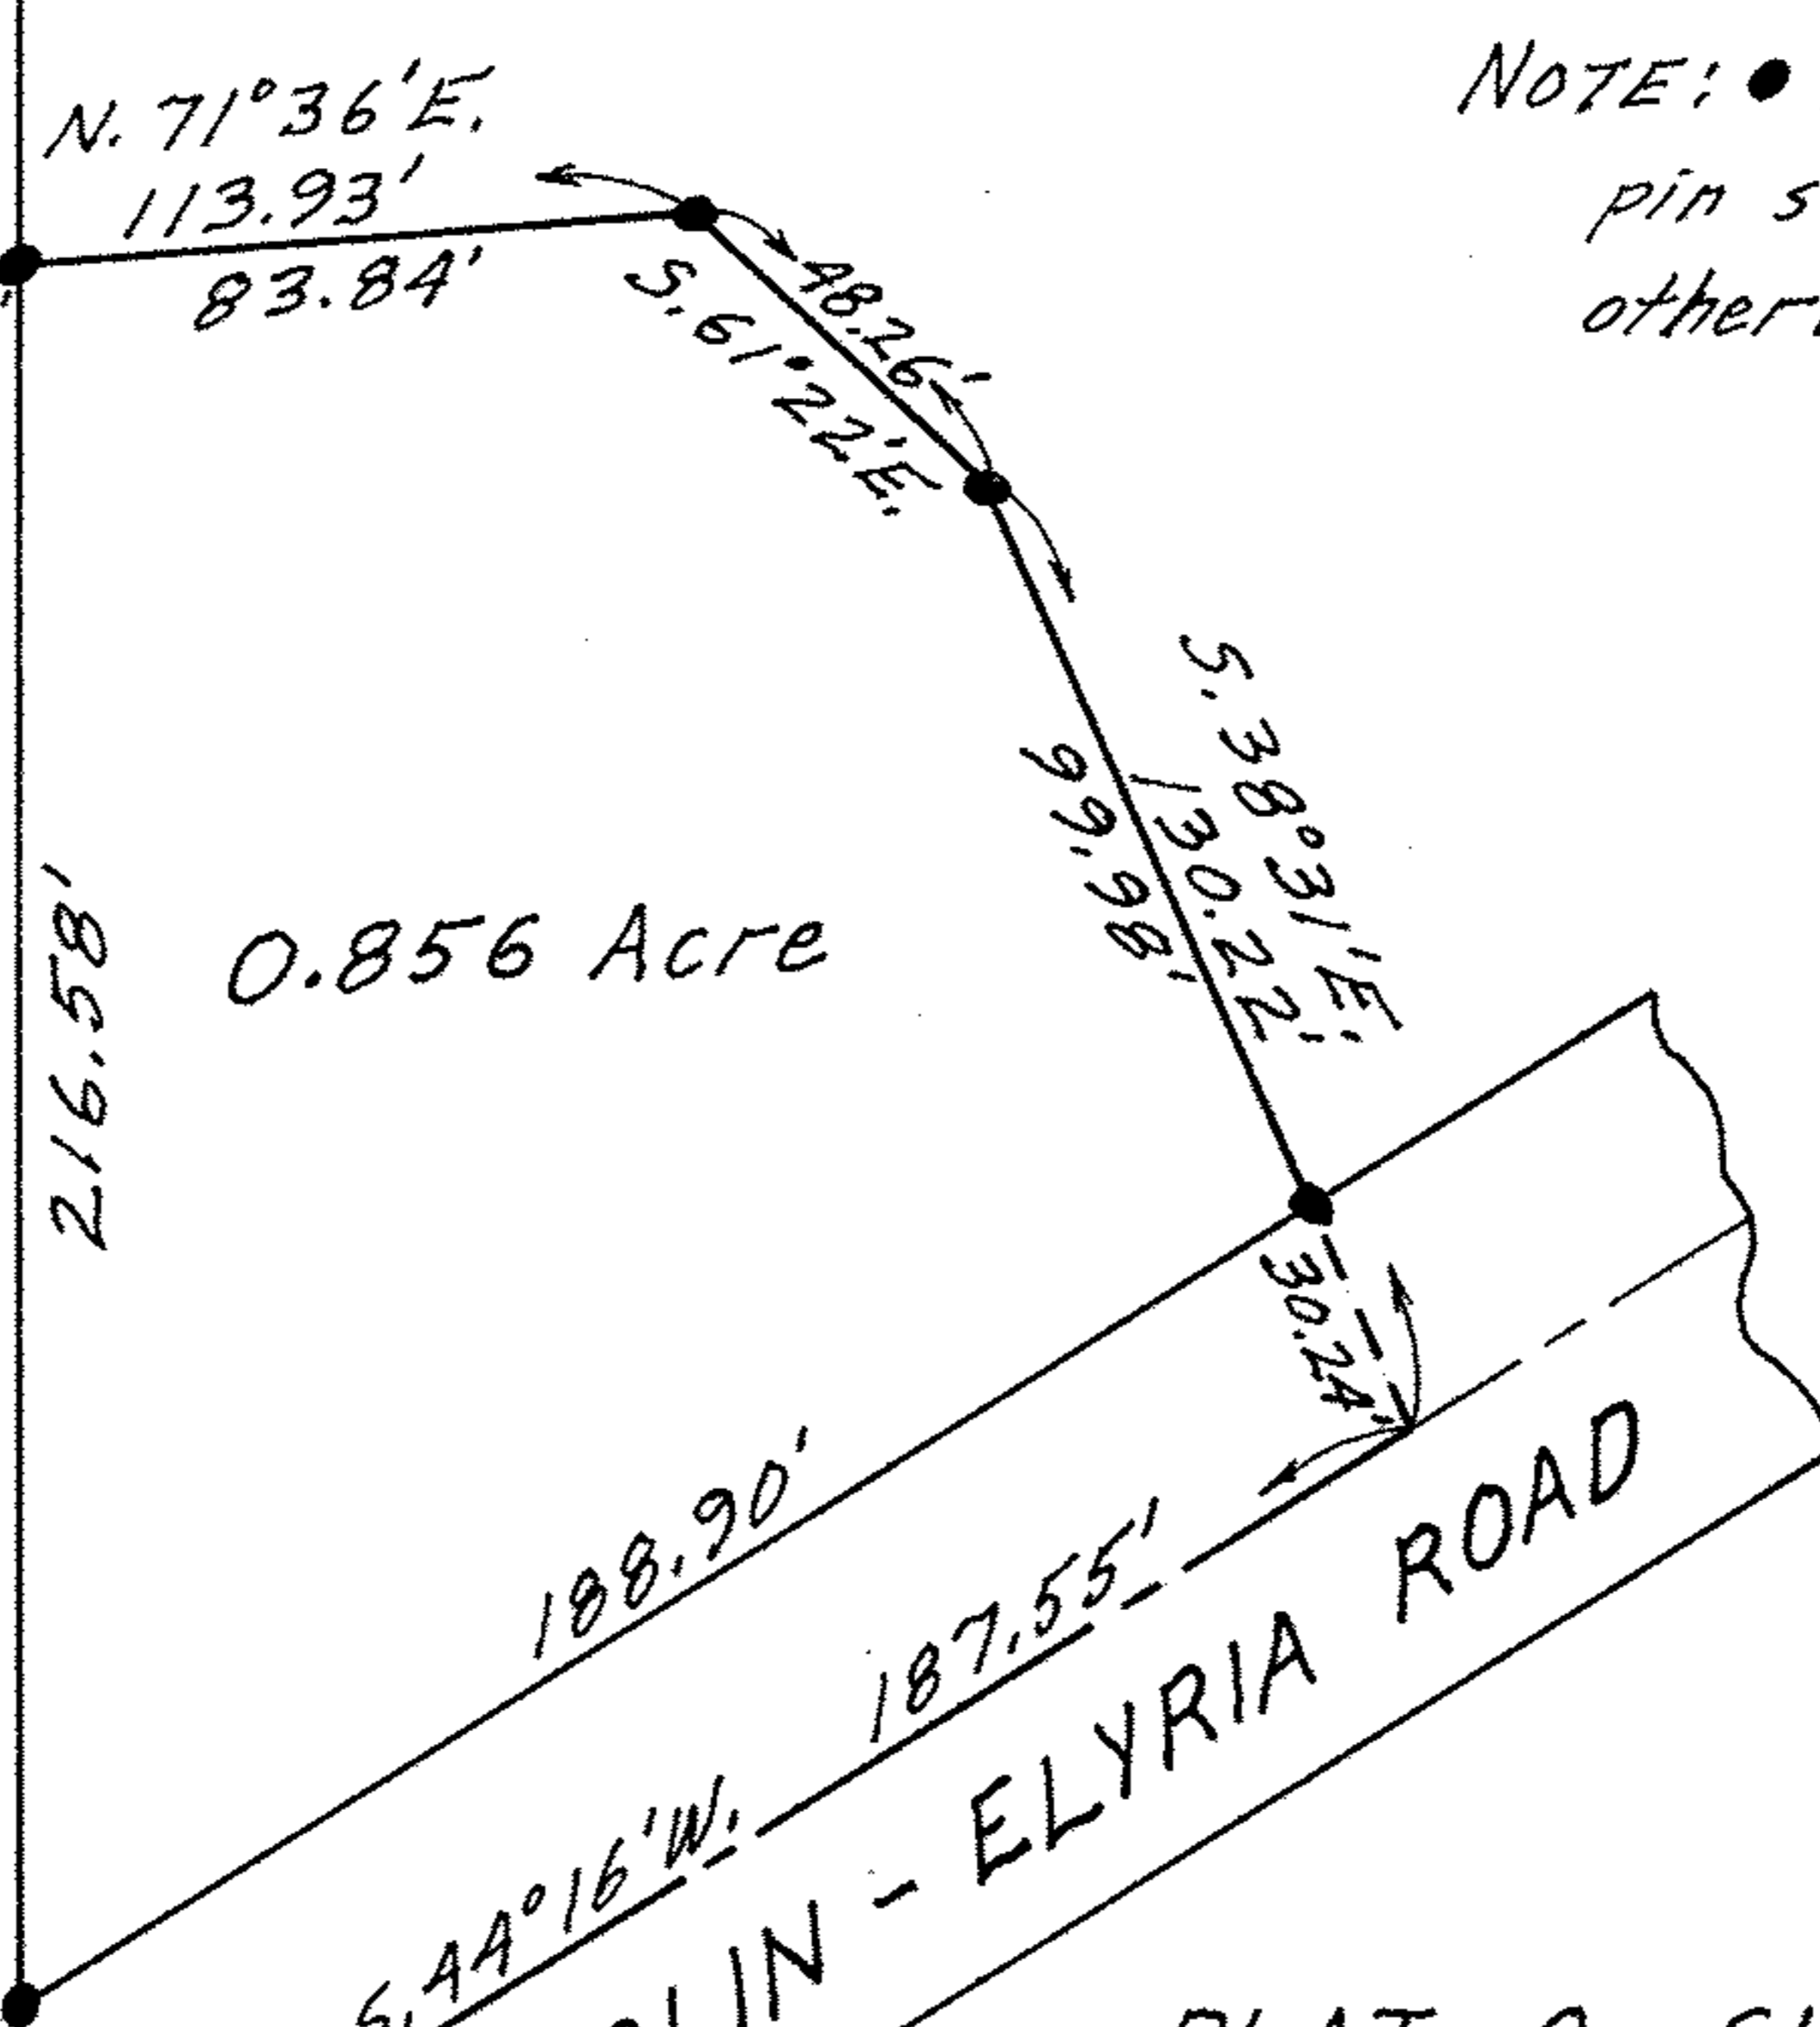 N. 71°36'E.
113.93'
83.84'
NOTE: ●
pin s
other
48.26'
S. 61°22'E.
S. 38°31'E.
130.22'
99.98'
216.58'
0.856 Acre
30.24'
188.90'
187.55'
S. 44°16'W.
LIN - ELYRIA ROAD